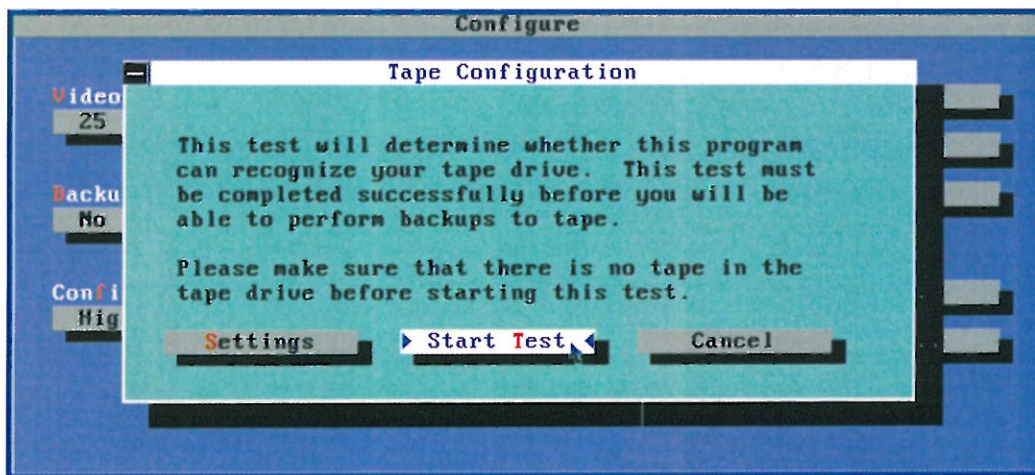 Configure
Tape Configuration
Video
25
This test will determine whether this program
can recognize your tape drive.  This test must
be completed successfully before you will be
able to perform backups to tape.
Backu
No
Please make sure that there is no tape in the
tape drive before starting this test.
Confi
Hig
Settings
Start Test
Cancel